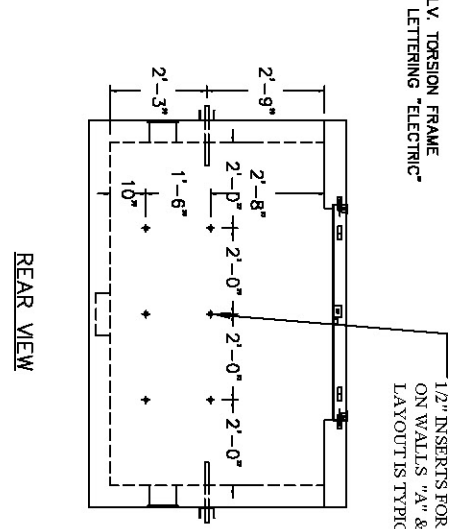 LV. TORSION FRAME
LETTERING "ELECTRIC"
1/2" INSERTS FOR
ON WALLS "A" &
LAYOUT IS TYPIC
2'-3"
2'-9"
10"
1'-6"
2'-8"
2'-0"
2'-0"
2'-0"
2'-0"
REAR VIEW